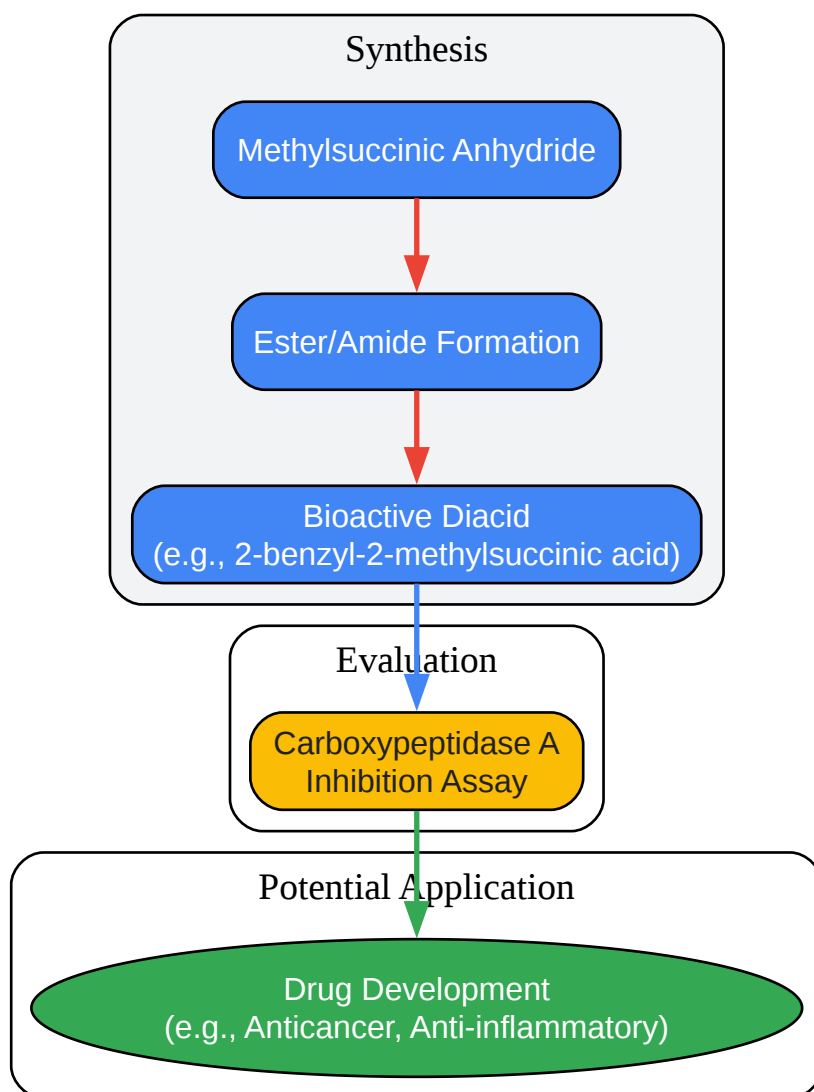 Synthesis
Methylsuccinic Anhydride
Ester/Amide Formation
Bioactive Diacid
(e.g., 2-benzyl-2-methylsuccinic acid)
Evaluation
Carboxypeptidase A
Inhibition Assay
Potential Application
Drug Development
(e.g., Anticancer, Anti-inflammatory)